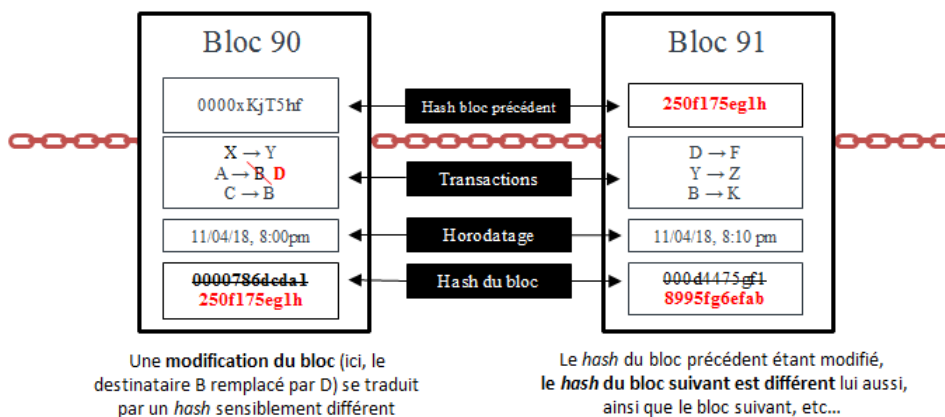 Bloc 90
0000xKjT5hf
X → Y
A → B D
C → B
11/04/18, 8:00pm
0000786dcda1
250f175eg1h
Hash bloc précédent
Transactions
Horodatage
Hash du bloc
Bloc 91
250f175eg1h
D → F
Y → Z
B → K
11/04/18, 8:10 pm
000d4475gf1
8995fg6efab
Une modification du bloc (ici, le
destinataire B remplacé par D) se traduit
par un hash sensiblement différent
Le hash du bloc précédent étant modifié,
le hash du bloc suivant est différent lui aussi,
ainsi que le bloc suivant, etc...